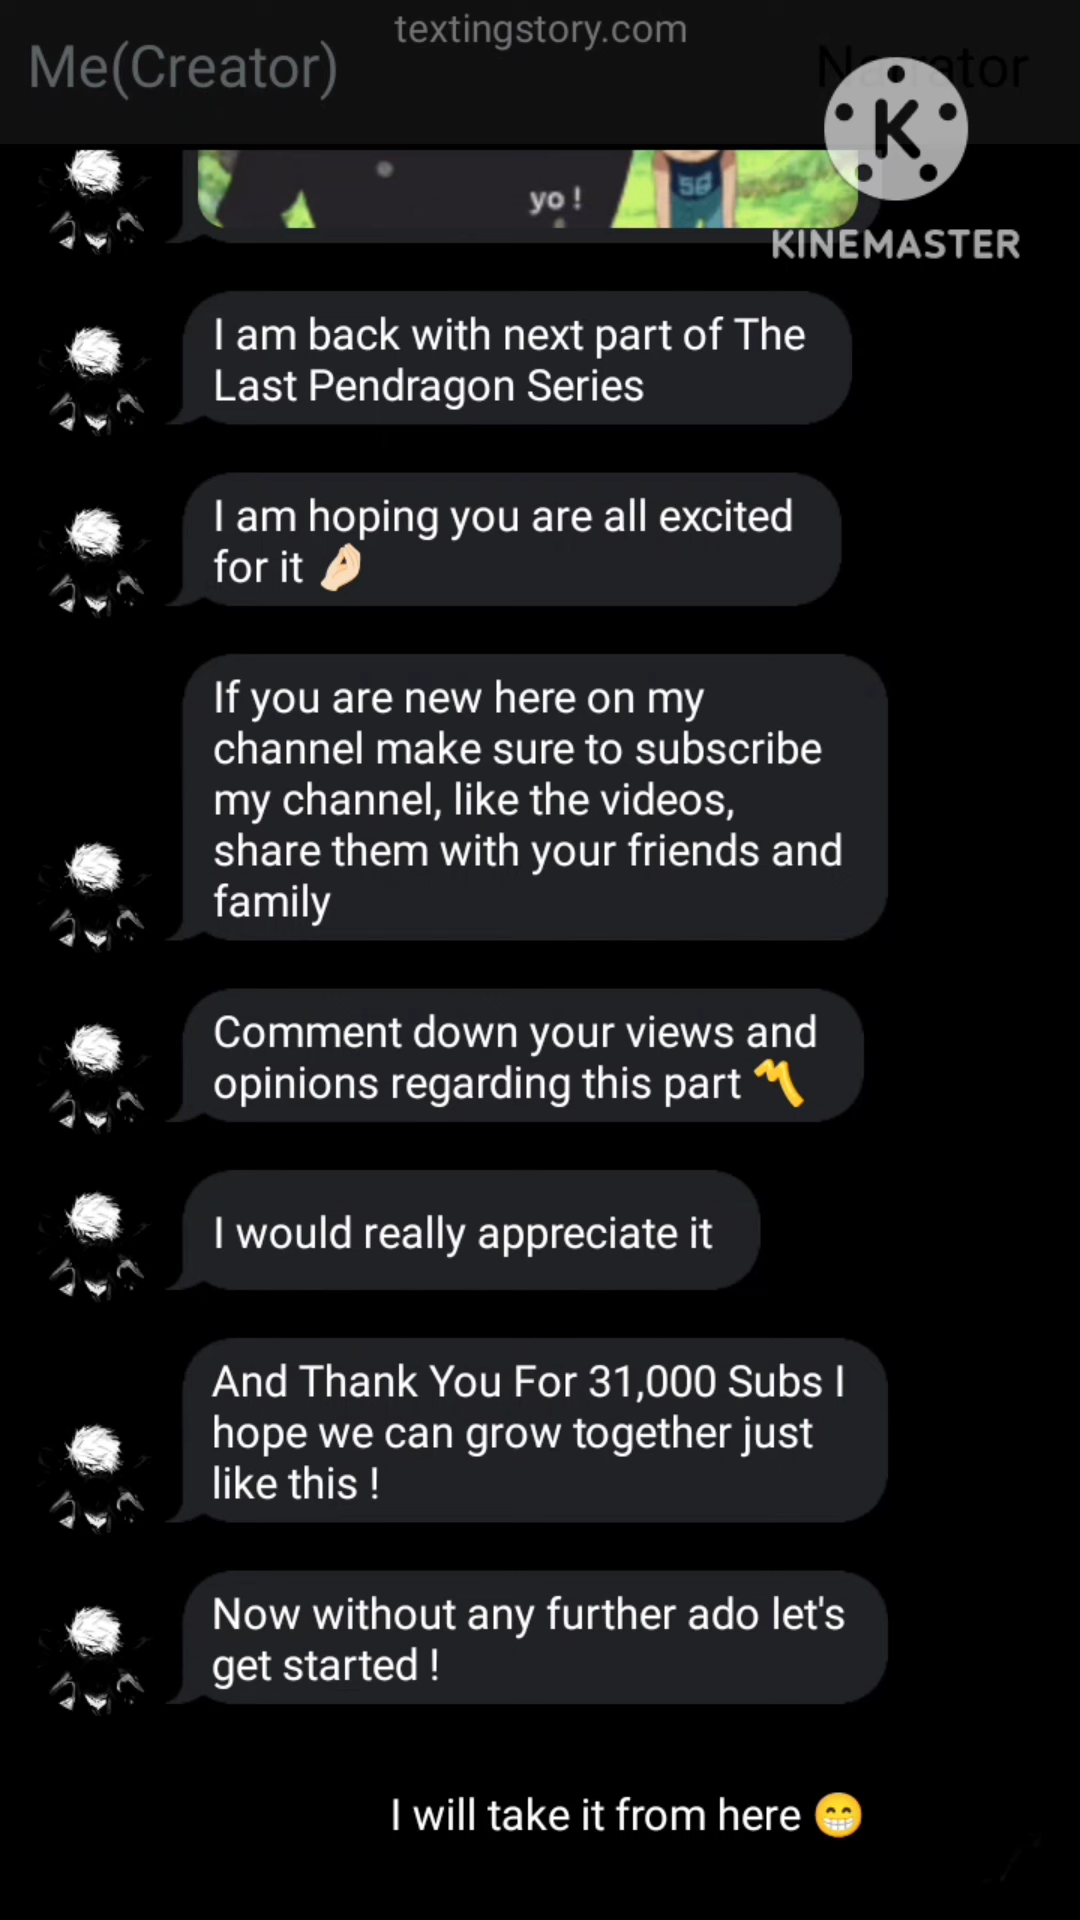 textingstory.com
Me(Creator)
Narrator
K
KINEMASTER
58
yo !
I am back with next part of The
Last Pendragon Series
I am hoping you are all excited
for it 🤌🏻
If you are new here on my
channel make sure to subscribe
my channel, like the videos,
share them with your friends and
family
Comment down your views and
opinions regarding this part 〽️
I would really appreciate it
And Thank You For 31,000 Subs I
hope we can grow together just
like this !
Now without any further ado let's
get started !
I will take it from here 😁